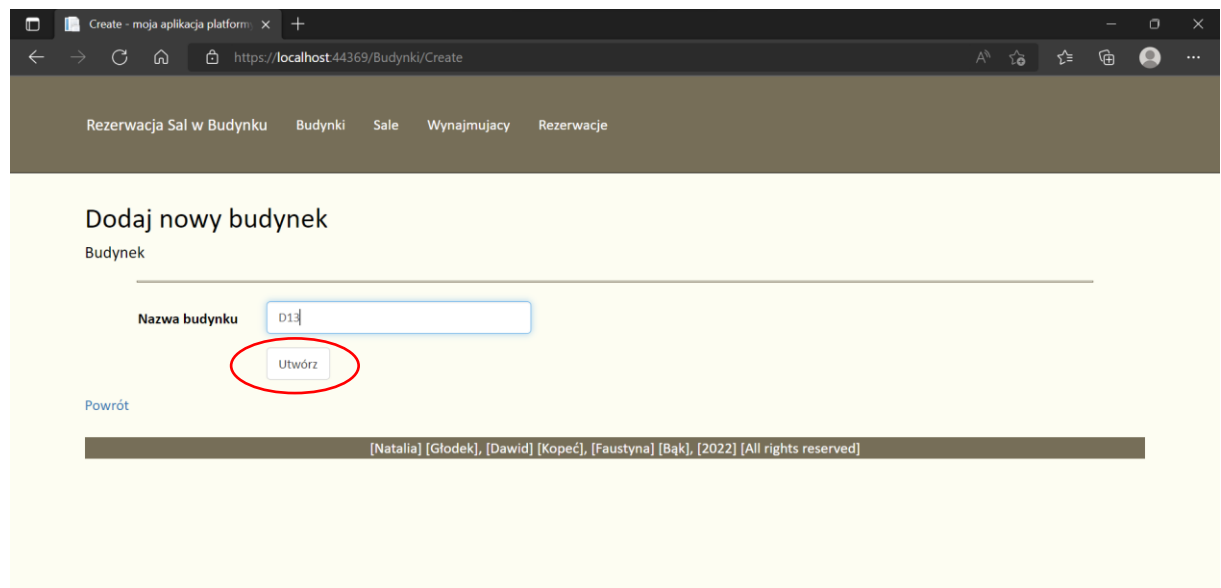 Create - moja aplikacja platform
https://localhost:44369/Budynki/Create
Rezerwacja Sal w Budynku Budynki Sale Wynajmujacy Rezerwacje
Dodaj nowy budynek
Budynek
Nazwa budynku D13
Utwórz
Powrót
[Natalia] [Głodek], [Dawid] [Kopeć], [Faustyna] [Bąk], [2022] [All rights reserved]